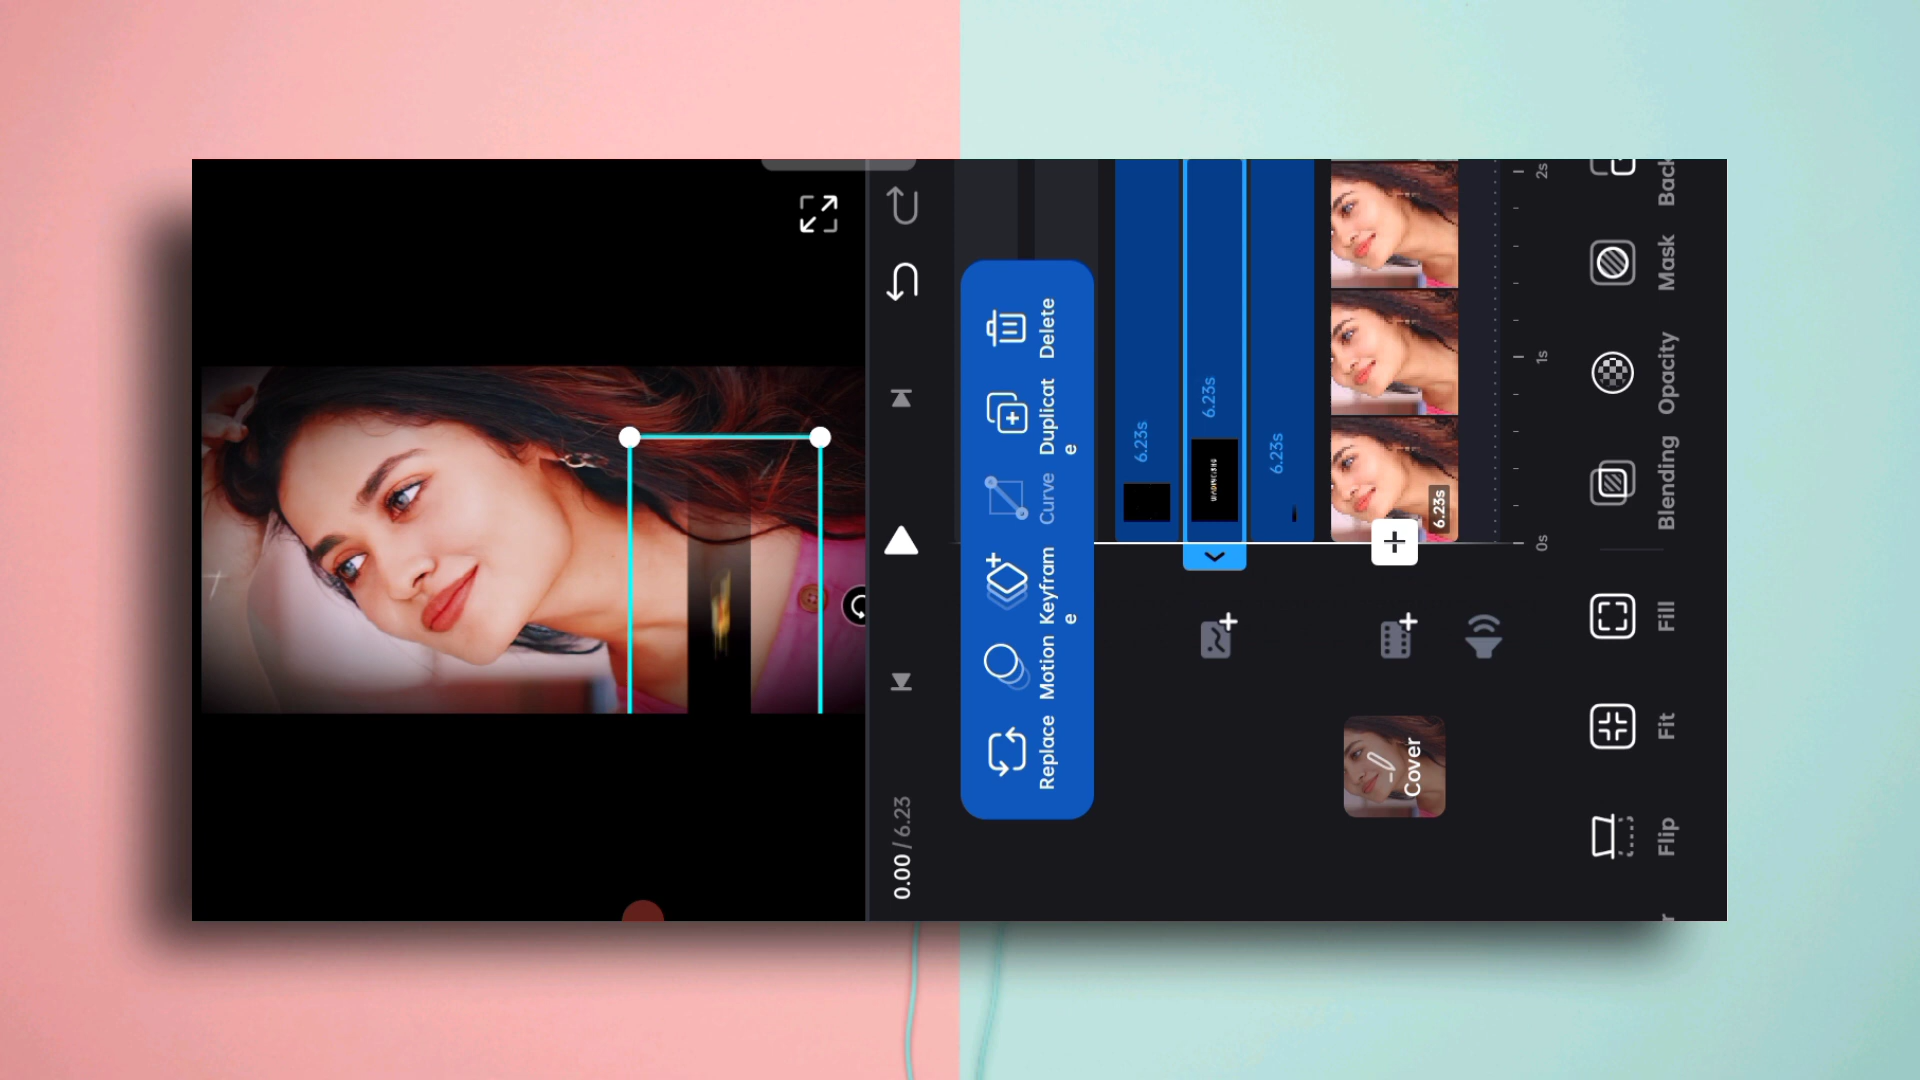 0.00 / 6.23
Replace
Motion
Keyfram
e
Curve
Duplicat
e
Delete
6.23s
6.23s
6.23s
Cover
6.23s
0s
1s
2s
r
Flip
Fit
Fill
Blending
Opacity
Mask
Back